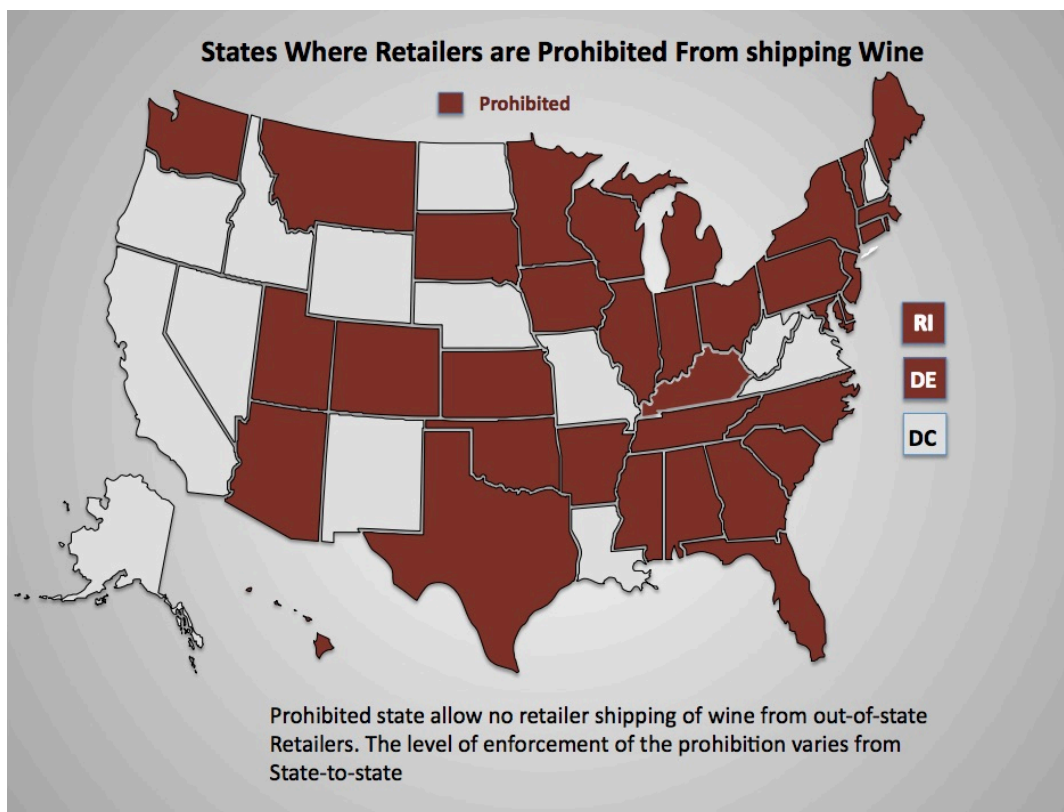 States Where Retailers are Prohibited From shipping Wine
Prohibited
RI
DE
DC
Prohibited state allow no retailer shipping of wine from out-of-state
Retailers. The level of enforcement of the prohibition varies from
State-to-state